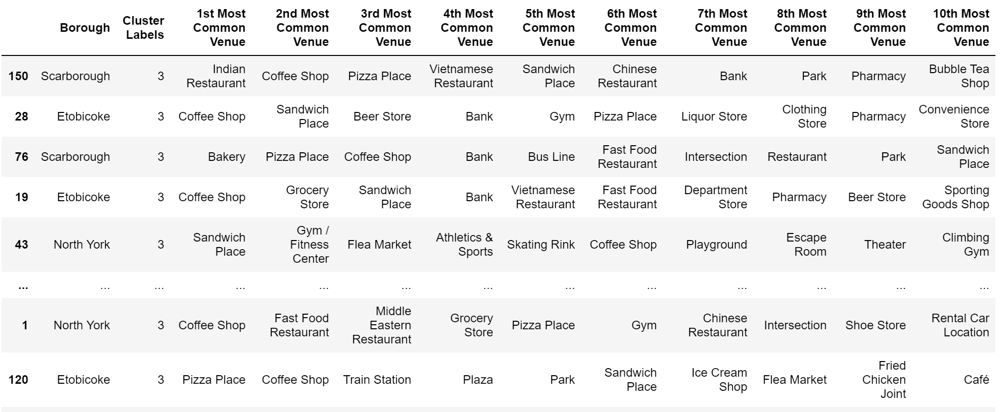 Borough Cluster Labels 1st Most Common Venue 2nd Most Common Venue 3rd Most Common Venue 4th Most Common Venue 5th Most Common Venue 6th Most Common Venue 7th Most Common Venue 8th Most Common Venue 9th Most Common Venue 10th Most Common Venue
150 Scarborough 3 Indian Restaurant Coffee Shop Pizza Place Vietnamese Restaurant Sandwich Place Chinese Restaurant Bank Park Pharmacy Bubble Tea Shop
28 Etobicoke 3 Coffee Shop Sandwich Place Beer Store Bank Gym Pizza Place Liquor Store Clothing Store Pharmacy Convenience Store
76 Scarborough 3 Bakery Pizza Place Coffee Shop Bank Bus Line Fast Food Restaurant Intersection Restaurant Park Sandwich Place
19 Etobicoke 3 Coffee Shop Grocery Store Sandwich Place Bank Vietnamese Restaurant Fast Food Restaurant Department Store Pharmacy Beer Store Sporting Goods Shop
43 North York 3 Sandwich Place Gym / Fitness Center Flea Market Athletics & Sports Skating Rink Coffee Shop Playground Escape Room Theater Climbing Gym
... ... ... ... ... ... ... ... ... ... ... ... ...
1 North York 3 Coffee Shop Fast Food Restaurant Middle Eastern Restaurant Grocery Store Pizza Place Gym Chinese Restaurant Intersection Shoe Store Rental Car Location
120 Etobicoke 3 Pizza Place Coffee Shop Train Station Plaza Park Sandwich Place Ice Cream Shop Flea Market Fried Chicken Joint Café